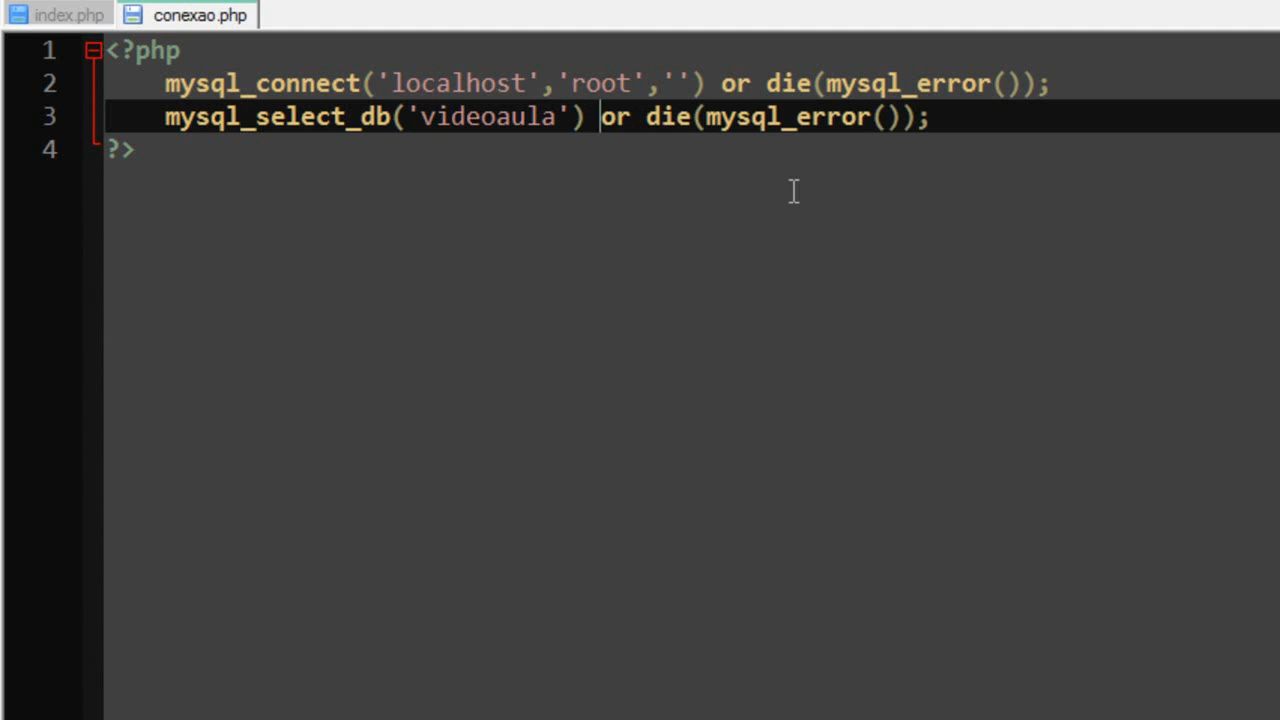 index.php conexao.php
1 <?php
2 mysql_connect('localhost','root','') or die(mysql_error());
3 mysql_select_db('videoaula') or die(mysql_error());
4 ?>